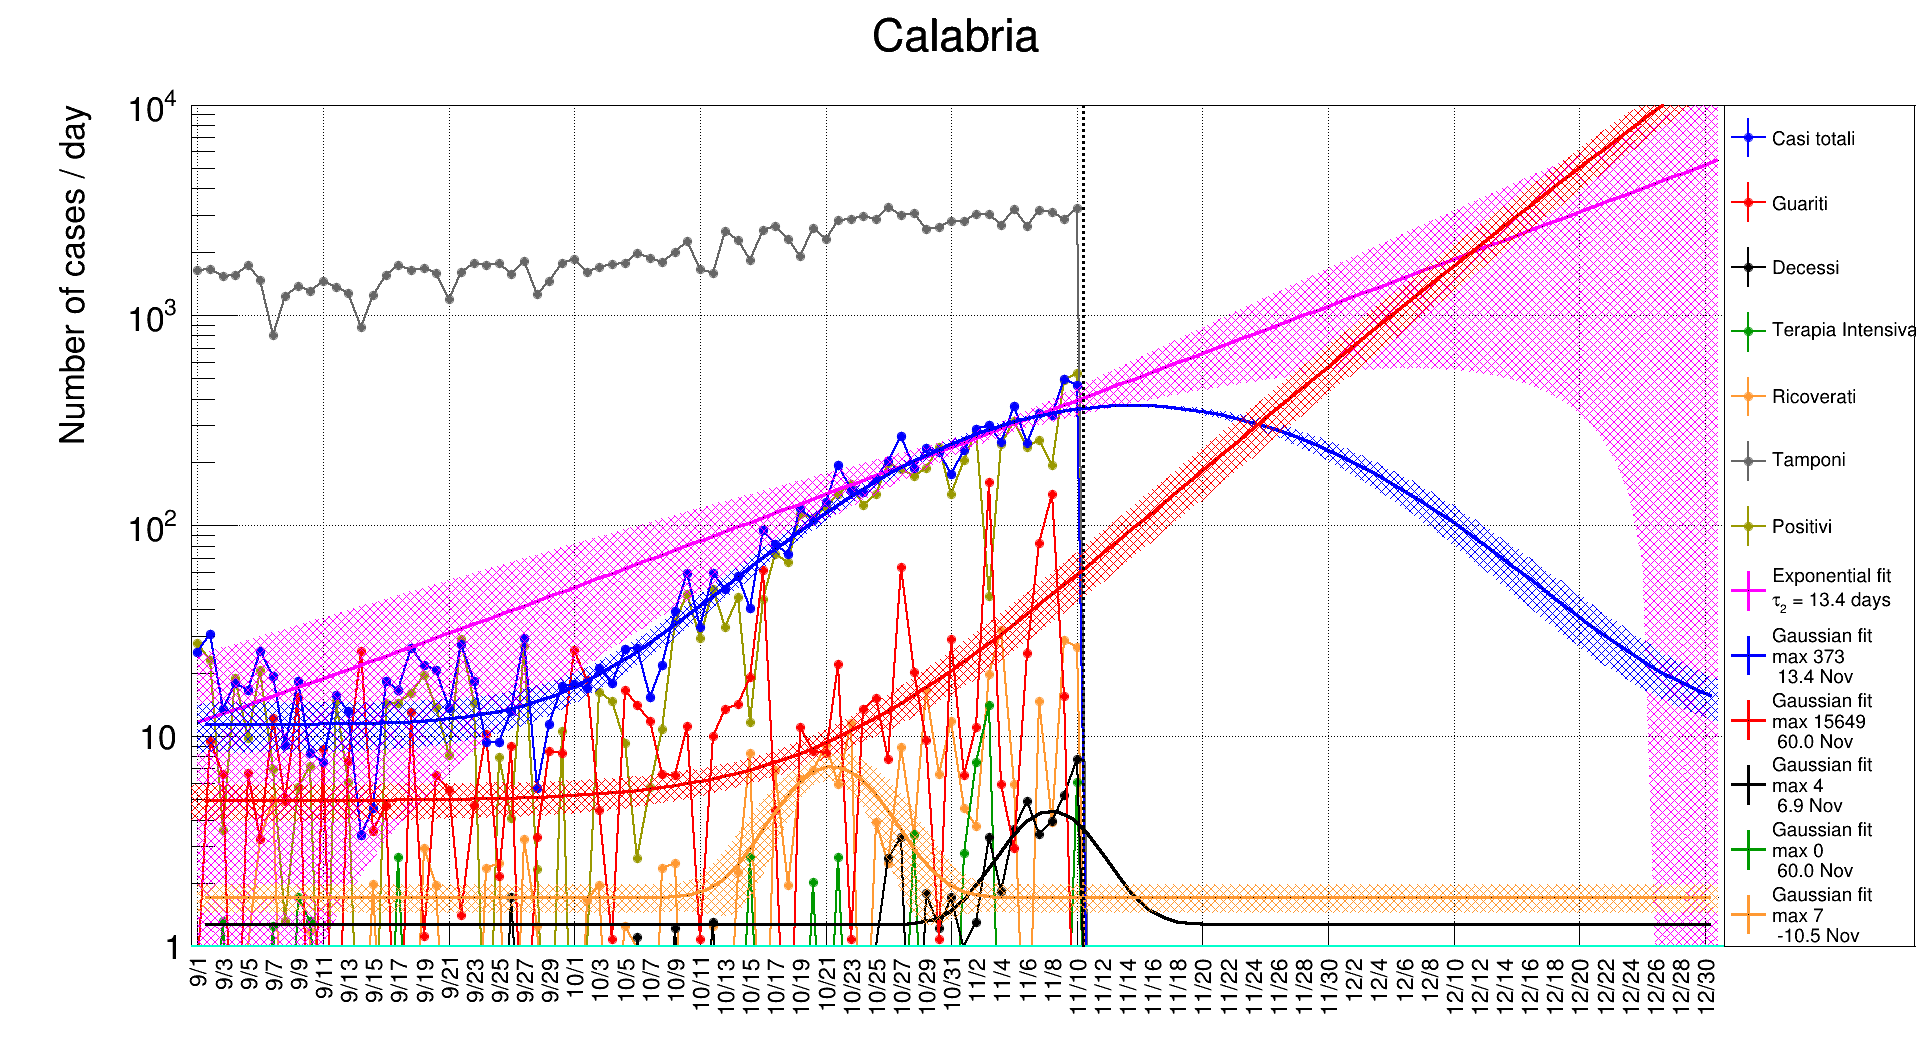 Calabria
Number of cases / day
10^4
10^3
10^2
10
1
9/1 9/3 9/5 9/7 9/9 9/11 9/13 9/15 9/17 9/19 9/21 9/23 9/25 9/27 9/29 10/1 10/3 10/5 10/7 10/9 10/11 10/13 10/15 10/17 10/19 10/21 10/23 10/25 10/27 10/29 10/31 11/2 11/4 11/6 11/8 11/10 11/12 11/14 11/16 11/18 11/20 11/22 11/24 11/26 11/28 11/30 12/2 12/4 12/6 12/8 12/10 12/12 12/14 12/16 12/18 12/20 12/22 12/24 12/26 12/28 12/30
Casi totali
Guariti
Decessi
Terapia Intensiva
Ricoverati
Tamponi
Positivi
Exponential fit
τ2 = 13.4 days
Gaussian fit
max 373
13.4 Nov
Gaussian fit
max 15649
60.0 Nov
Gaussian fit
max 4
6.9 Nov
Gaussian fit
max 0
60.0 Nov
Gaussian fit
max 7
-10.5 Nov